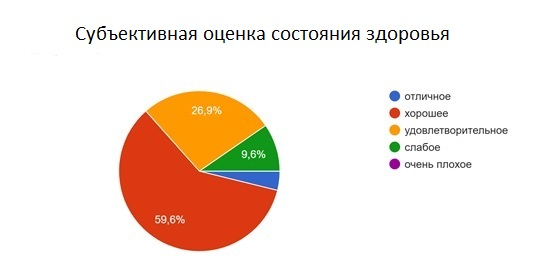 Субъективная оценка состояния здоровья
26,9%
9,6%
59,6%
отличное
хорошее
удовлетворительное
слабое
очень плохое